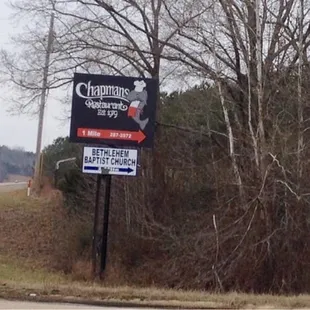 Chapmans
Restaurant
Est 1979
1 Mile
BETHLEHEM
BAPTIST CHURCH